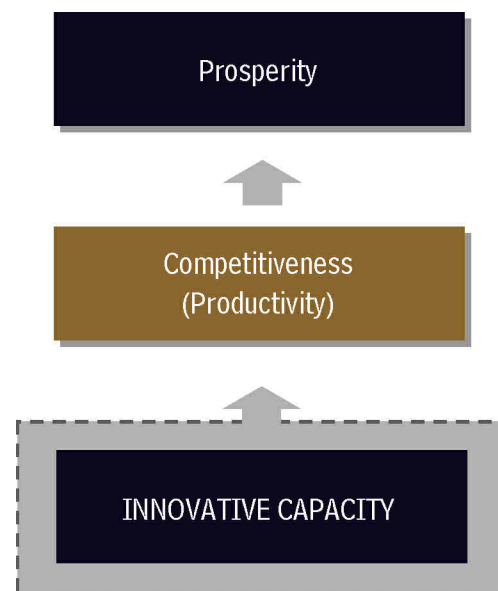 Prosperity
Competitiveness
(Productivity)
INNOVATIVE CAPACITY